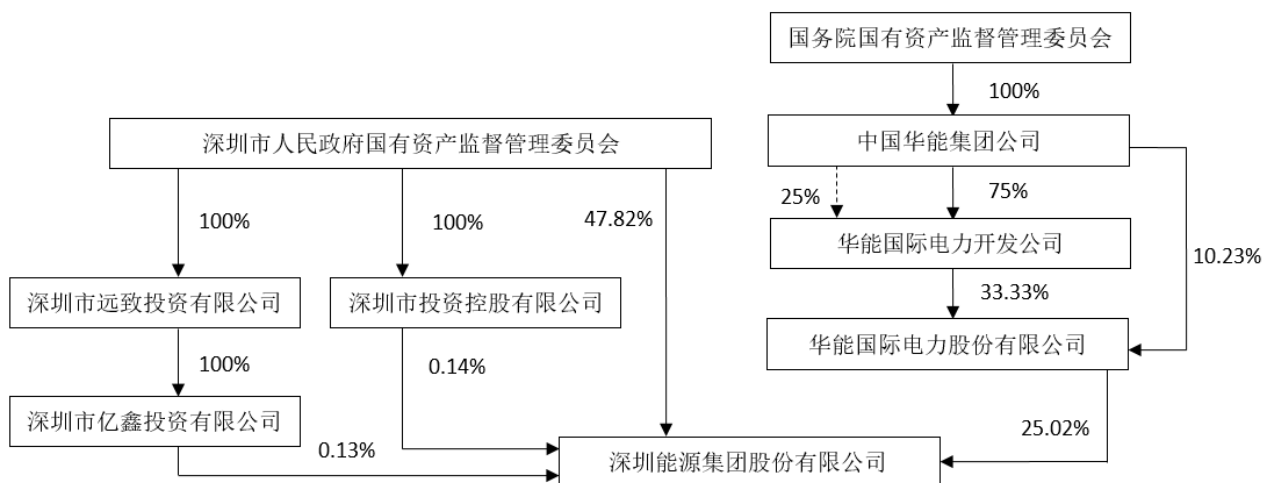 国务院国有资产监督管理委员会
100%
深圳市人民政府国有资产监督管理委员会
中国华能集团公司
25%
75%
100%
100%
47.82%
华能国际电力开发公司
10.23%
深圳市远致投资有限公司
深圳市投资控股有限公司
33.33%
华能国际电力股份有限公司
100%
0.14%
深圳市亿鑫投资有限公司
25.02%
0.13%
深圳能源集团股份有限公司